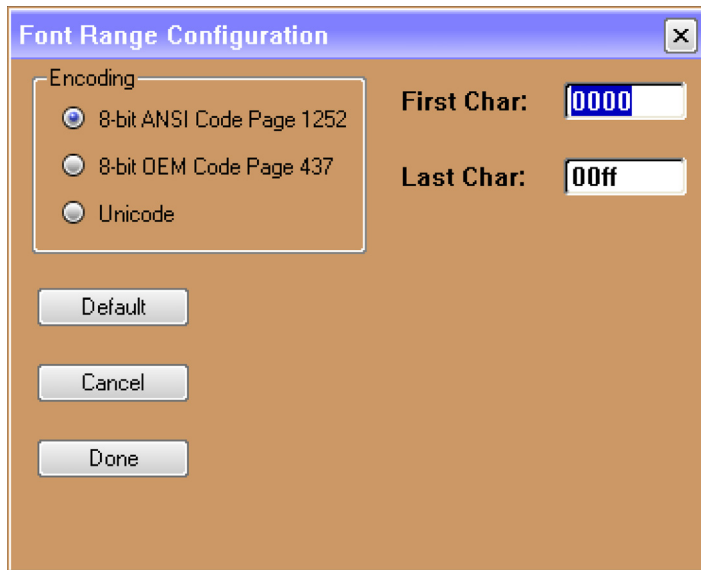 Font Range Configuration
Encoding
8-bit ANSI Code Page 1252
8-bit OEM Code Page 437
Unicode
First Char: 0000
Last Char: 00ff
Default
Cancel
Done